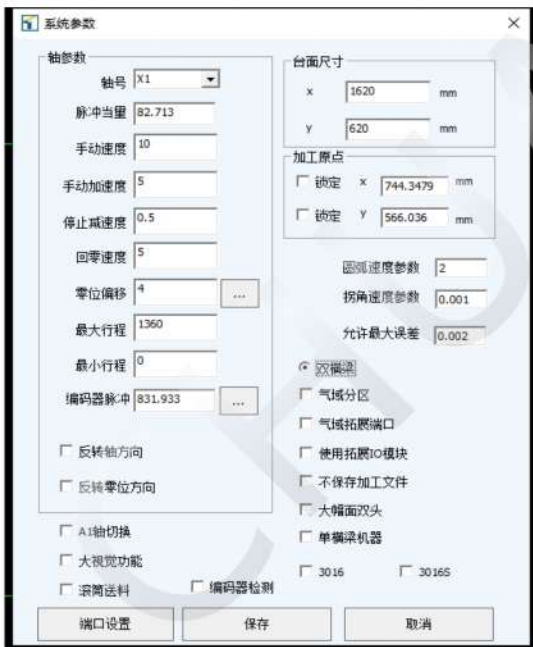 系统参数
轴参数
轴号 X1
脉冲当量 82.713
手动速度 10
手动加速度 5
停止减速度 0.5
回零速度 5
零位偏移 4 ...
最大行程 1360
最小行程 0
编码器脉冲 831.933 ...
反转轴方向
反转零位方向
A1轴切换
大视觉功能
滚筒送料
编码器检测
台面尺寸
x 1620 mm
y 620 mm
加工原点
锁定 x 744.3479 mm
锁定 y 566.036 mm
圆弧速度参数 2
拐角速度参数 0.001
允许最大误差 0.002
双横梁
气域分区
气域拓展端口
使用拓展IO模块
不保存加工文件
大幅面双头
单横梁机器
3016 3016S
端口设置 保存 取消